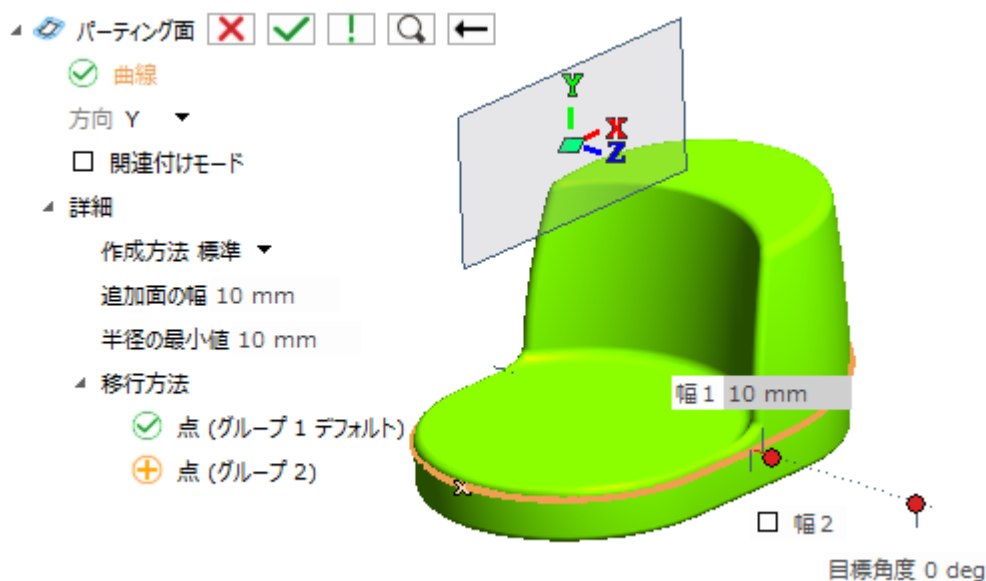 パーティング面
曲線
方向 Y
関連付けモード
詳細
作成方法 標準
追加面の幅 10 mm
半径の最小値 10 mm
移行方法
点 (グループ 1 デフォルト)
点 (グループ 2)
Y
X
Z
幅 1 10 mm
x
幅 2
目標角度 0 deg